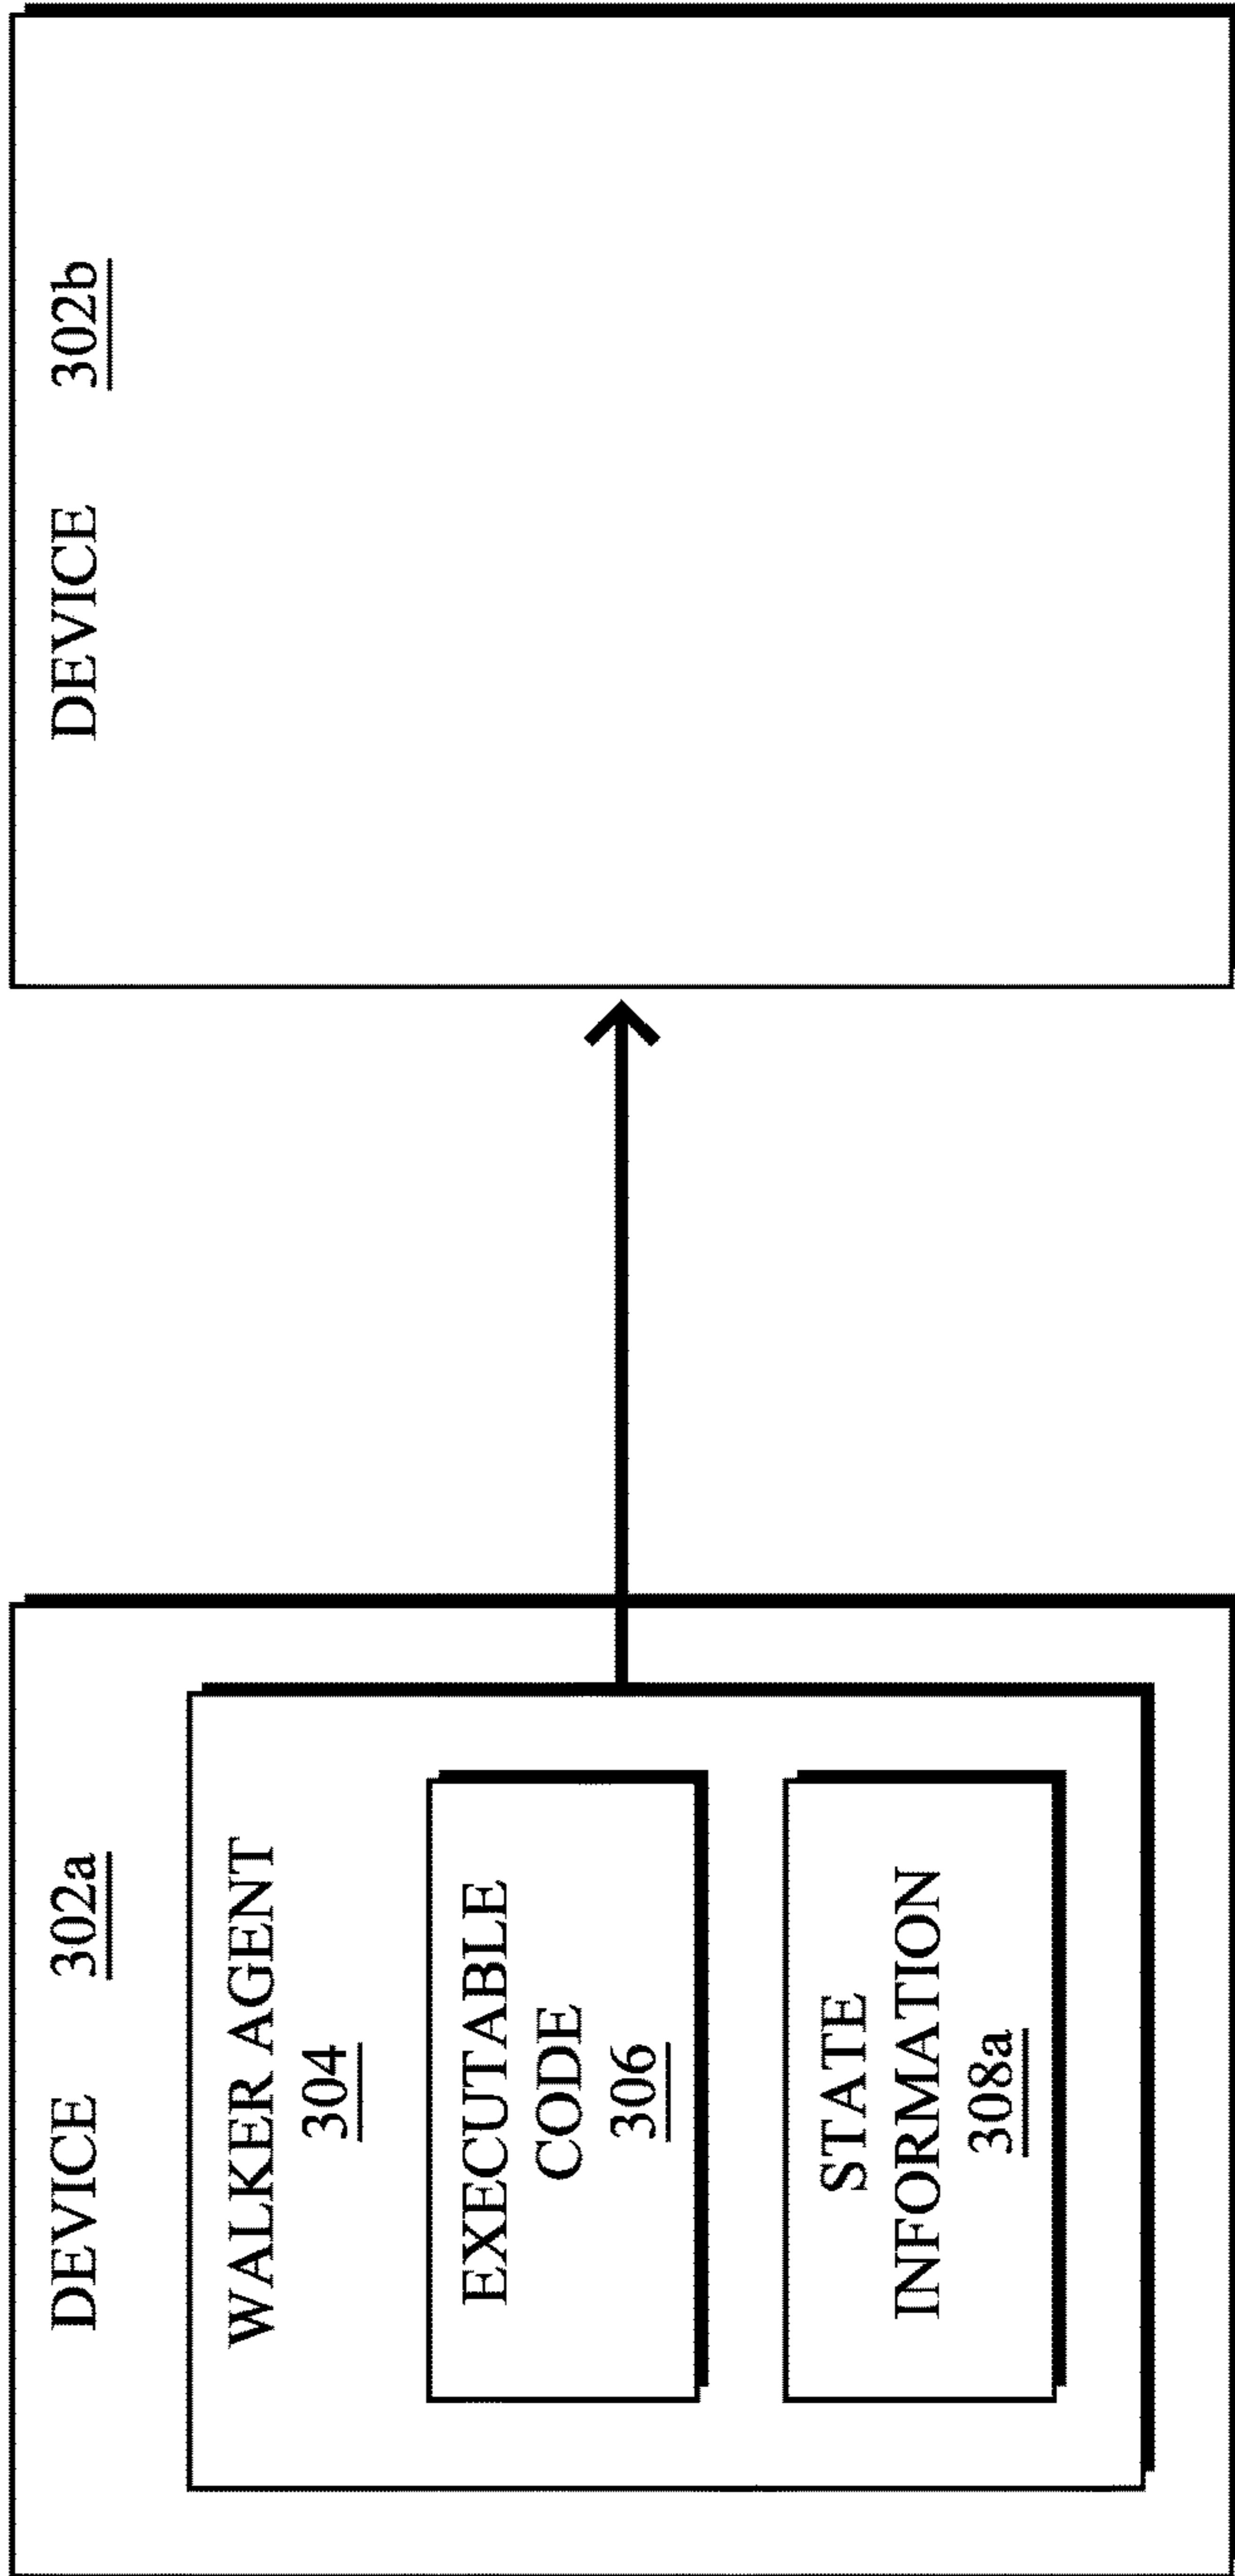 DEVICE 302a
WALKER AGENT
304
EXECUTABLE
CODE
306
STATE
INFORMATION
308a
DEVICE 302b